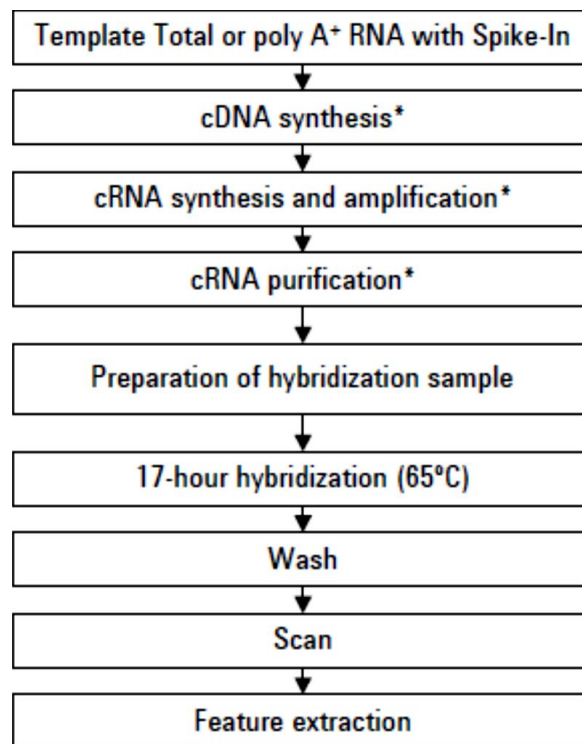 Template Total or poly A⁺ RNA with Spike-In
cDNA synthesis*
cRNA synthesis and amplification*
cRNA purification*
Preparation of hybridization sample
17-hour hybridization (65ºC)
Wash
Scan
Feature extraction